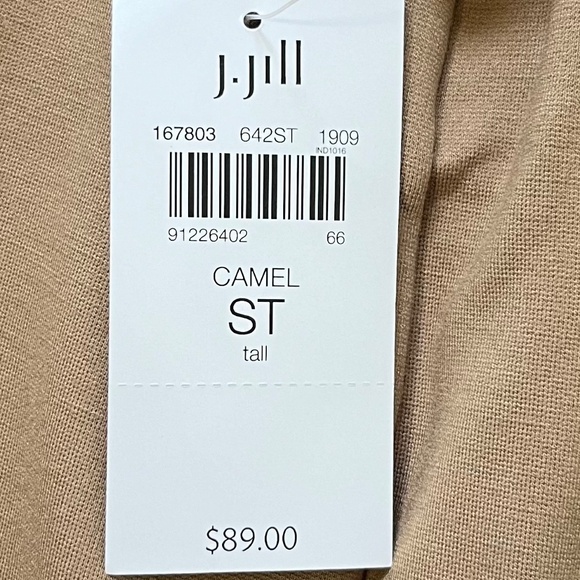 J.Jill
167803 642ST 1909
IND1016
91226402 66
CAMEL
ST
tall
$89.00